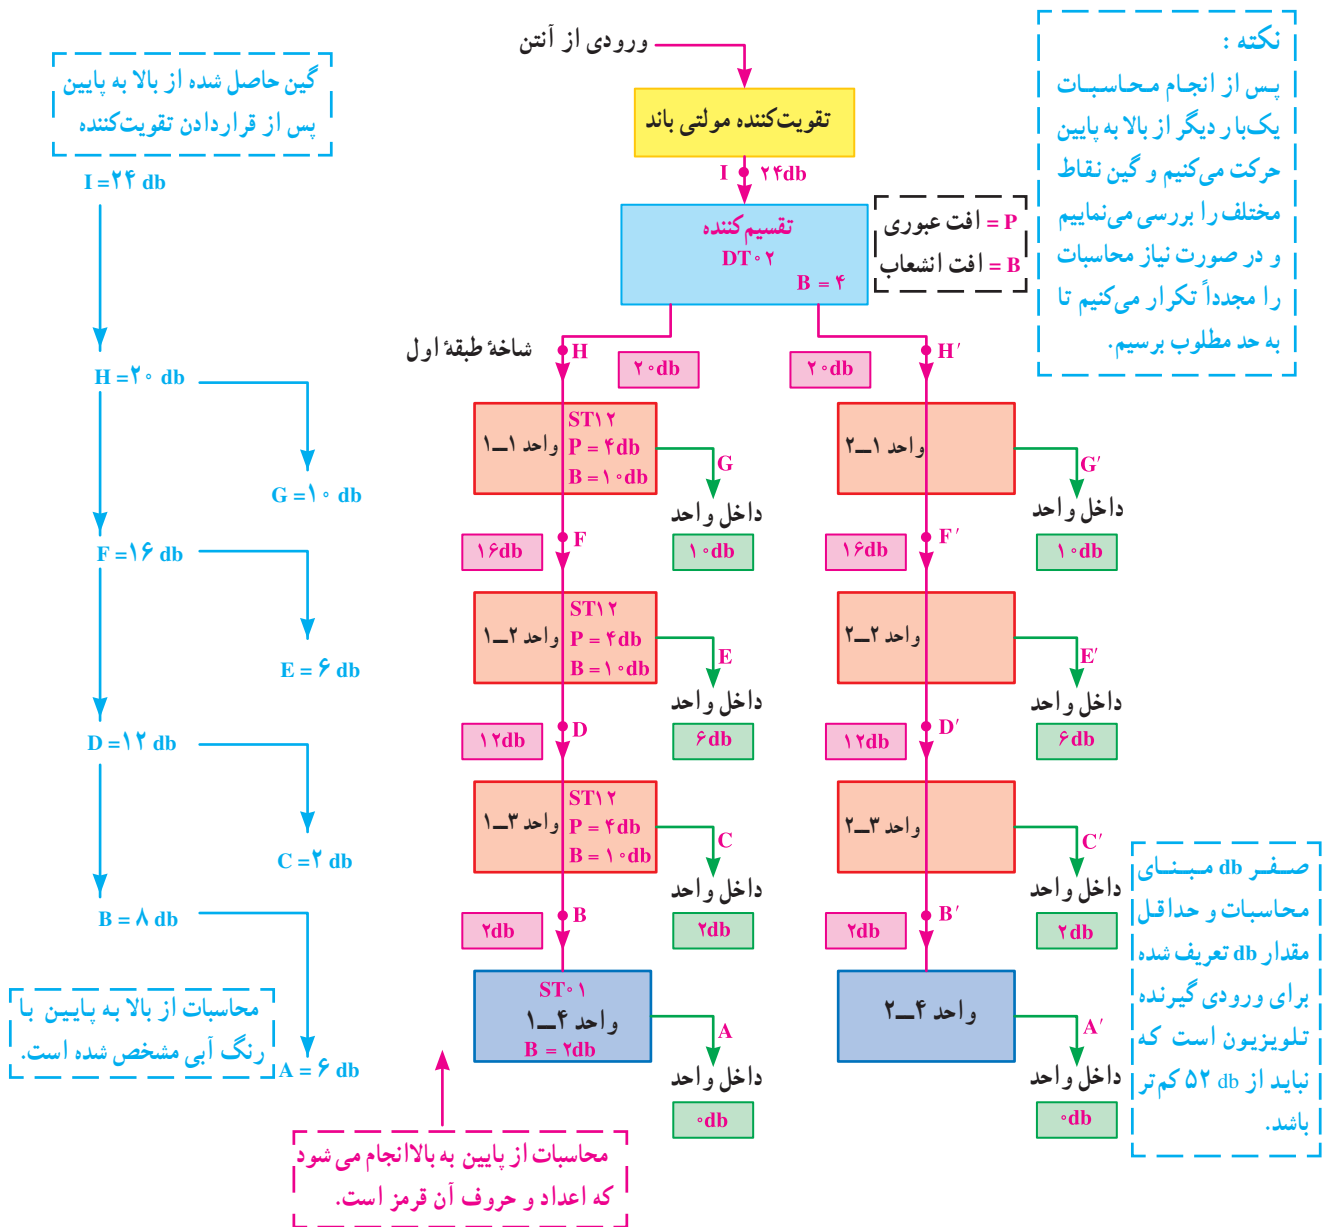 ورودی از آنتن
تقویت‌کننده مولتی باند
I ۲۴db
تقسیم‌کننده
DT۰۲
B = ۴
P = افت عبوری
B = افت انشعاب
نکته :
پس از انجام محاسبات
یک‌بار دیگر از بالا به پایین
حرکت می‌کنیم و گین نقاط
مختلف را بررسی می‌نماییم
و در صورت نیاز محاسبات
را مجدداً تکرار می‌کنیم تا
به حد مطلوب برسیم.
گین حاصل شده از بالا به پایین
پس از قراردادن تقویت‌کننده
I =۲۴ db
H =۲۰ db
G =۱۰ db
F =۱۶ db
E = ۶ db
D =۱۲ db
C =۲ db
B = ۸ db
A = ۶ db
محاسبات از بالا به پایین با
رنگ آبی مشخص شده است.
شاخهٔ طبقهٔ اول
H
۲۰db
ST۱۲
واحد ۱ــ۱
P = ۴db
B = ۱۰db
G
داخل واحد
۱۰db
F
۱۶db
ST۱۲
واحد ۲ــ۱
P = ۴db
B = ۱۰db
E
داخل واحد
۶db
D
۱۲db
ST۱۲
واحد ۳ــ۱
P = ۴db
B = ۱۰db
C
داخل واحد
۲db
B
۲db
ST۰۱
واحد ۴ــ۱
B = ۲db
A
داخل واحد
۰db
H′
۲۰db
واحد ۱ــ۲
G′
داخل واحد
۱۰db
F′
۱۶db
واحد ۲ــ۲
E′
داخل واحد
۶db
D′
۱۲db
واحد ۳ــ۲
C′
داخل واحد
۲db
B′
۲db
واحد ۴ــ۲
A′
داخل واحد
۰db
صفر db مبنای
محاسبات و حداقل
مقدار db تعریف شده
برای ورودی گیرنده
تلویزیون است که
نباید از ۵۲ db کم‌تر
باشد.
محاسبات از پایین به بالاانجام می شود
که اعداد و حروف آن قرمز است.